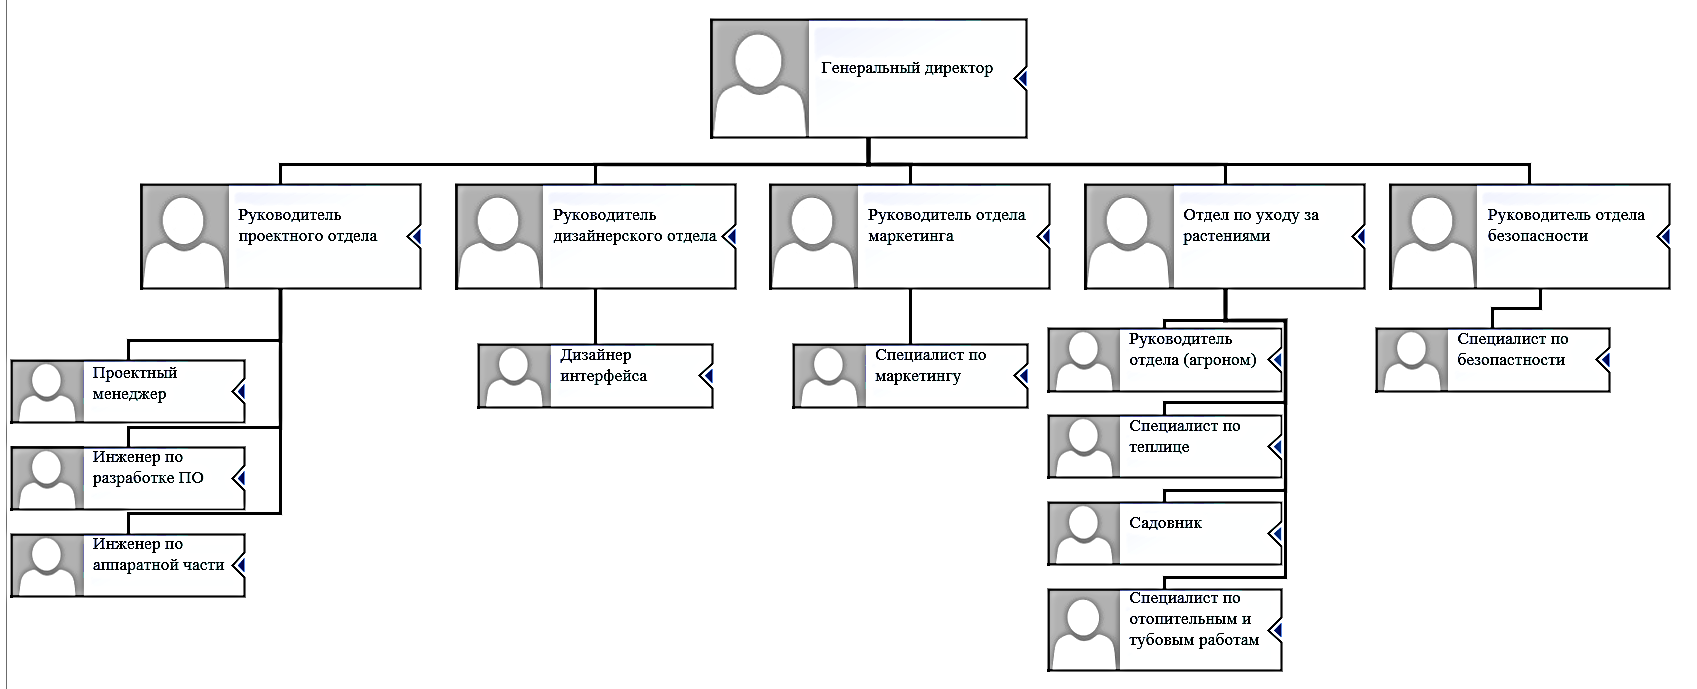 Генеральный директор
Руководитель
проектного отдела
Руководитель
дизайнерского отдела
Руководитель отдела
маркетинга
Отдел по уходу за
растениями
Руководитель отдела
безопасности
Проектный
менеджер
Инженер по
разработке ПО
Инженер по
аппаратной части
Дизайнер
интерфейса
Специалист по
маркетингу
Руководитель
отдела (агроном)
Специалист по
теплице
Садовник
Специалист по
отопительным и
тубовым работам
Специалист по
безопастности